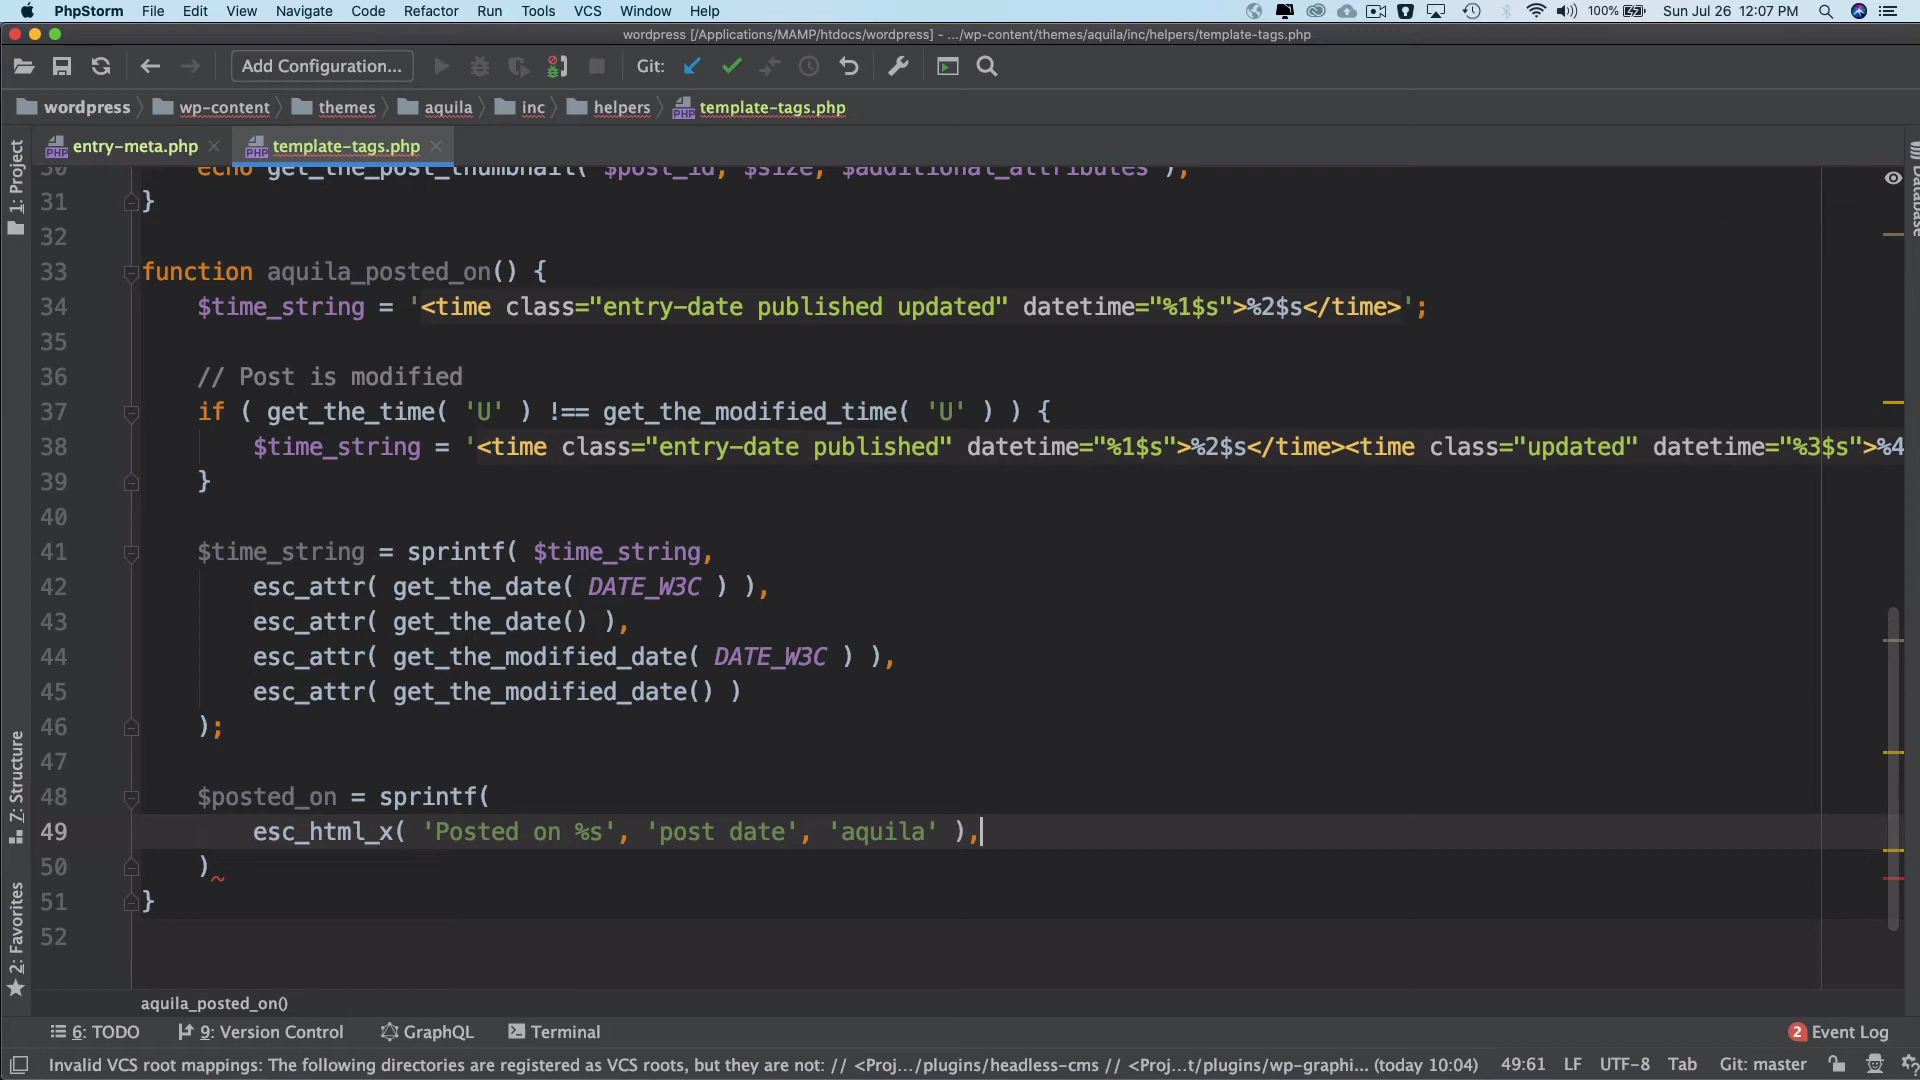 PhpStorm File Edit View Navigate Code Refactor Run Tools VCS Window Help 100% Sun Jul 26 12:07 PM
wordpress [/Applications/MAMP/htdocs/wordpress] - .../wp-content/themes/aquila/inc/helpers/template-tags.php
Add Configuration... Git:
wordpress wp-content themes aquila inc helpers template-tags.php
entry-meta.php template-tags.php
1: Project
Database
30 echo get_the_post_thumbnail( $post_id, $size, $additional_attributes );
31 }
32
33 function aquila_posted_on() {
34 $time_string = '<time class="entry-date published updated" datetime="%1$s">%2$s</time>';
35
36 // Post is modified
37 if ( get_the_time( 'U' ) !== get_the_modified_time( 'U' ) ) {
38 $time_string = '<time class="entry-date published" datetime="%1$s">%2$s</time><time class="updated" datetime="%3$s">%4
39 }
40
41 $time_string = sprintf( $time_string,
42 esc_attr( get_the_date( DATE_W3C ) ),
43 esc_attr( get_the_date() ),
44 esc_attr( get_the_modified_date( DATE_W3C ) ),
45 esc_attr( get_the_modified_date() )
46 );
47
48 $posted_on = sprintf(
49 esc_html_x( 'Posted on %s', 'post date', 'aquila' ),
50 )
51 }
52
Z: Structure
2: Favorites
aquila_posted_on()
6: TODO 9: Version Control GraphQL Terminal 2 Event Log
Invalid VCS root mappings: The following directories are registered as VCS roots, but they are not: // <Proj.../plugins/headless-cms // <Proj...t/plugins/wp-graphi... (today 10:04) 49:61 LF UTF-8 Tab Git: master